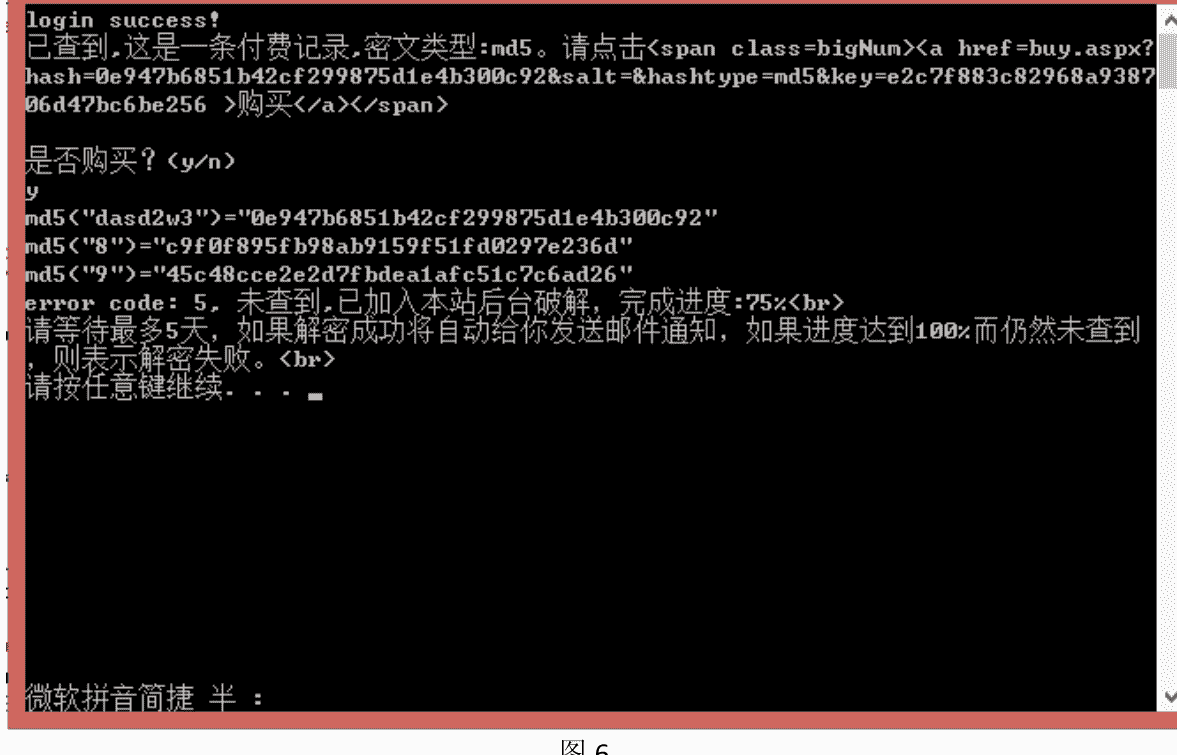 login success!
已查到,这是一条付费记录,密文类型:md5。请点击<span class=bigNum><a href=buy.aspx?
hash=0e947b6851b42cf299875d1e4b300c92&salt=&hashtype=md5&key=e2c7f883c82968a9387
06d47bc6be256 >购买</a></span>
是否购买？(y/n)
y
md5("dasd2w3")="0e947b6851b42cf299875d1e4b300c92"
md5("8")="c9f0f895fb98ab9159f51fd0297e236d"
md5("9")="45c48cce2e2d7fbdea1afc51c7c6ad26"
error code: 5, 未查到,已加入本站后台破解，完成进度:75%<br>
请等待最多5天，如果解密成功将自动给你发送邮件通知，如果进度达到100%而仍然未查到
，则表示解密失败。<br>
请按任意键继续. . .
微软拼音简捷 半 :
图 6